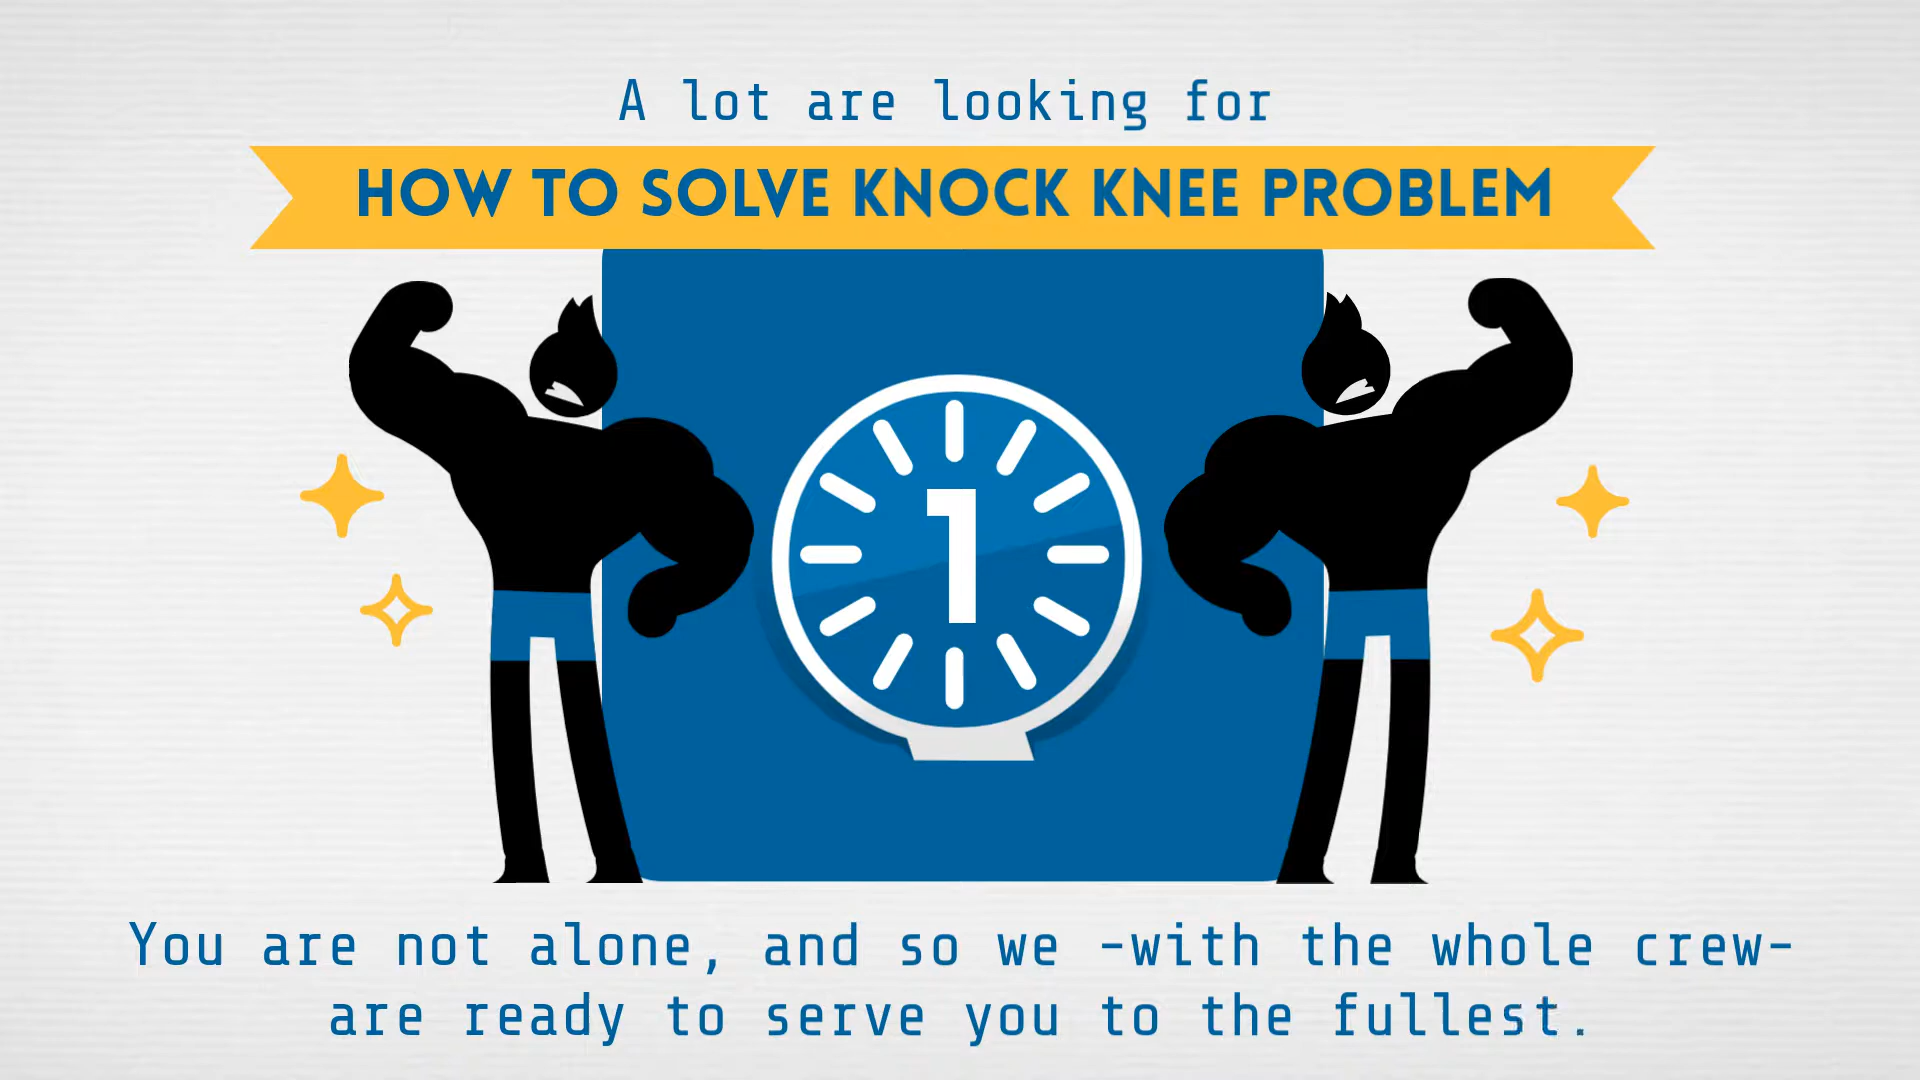 A lot are looking for
HOW TO SOLVE KNOCK KNEE PROBLEM
1
You are not alone, and so we -with the whole crew-
are ready to serve you to the fullest.